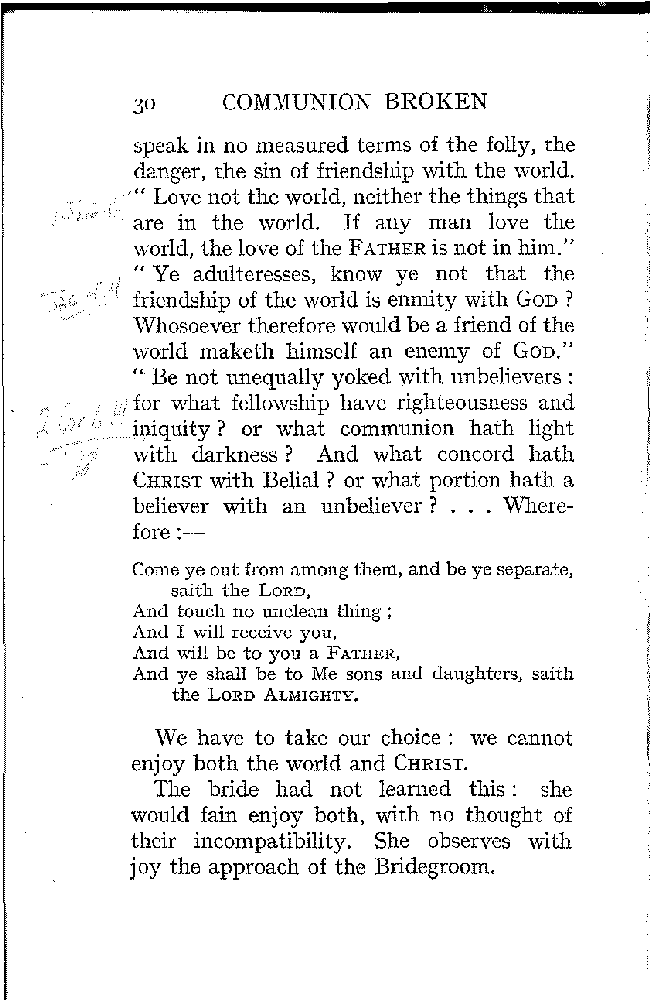 30 COMMUNION BROKEN
speak in no measured terms of the folly, the
danger, the sin of friendship with the world.
“ Love not the world, neither the things that
are in the world. If any man love the
world, the love of the FATHER is not in him.”
“ Ye adulteresses, know ye not that the
friendship of the world is enmity with GOD ?
Whosoever therefore would be a friend of the
world maketh himself an enemy of GOD.”
“ Be not unequally yoked with unbelievers :
for what fellowship have righteousness and
iniquity ? or what communion hath light
with darkness ? And what concord hath
CHRIST with Belial ? or what portion hath a
believer with an unbeliever ? . . . Where-
fore :—
Come ye out from among them, and be ye separate,
saith the LORD,
And touch no unclean thing ;
And I will receive you,
And will be to you a FATHER,
And ye shall be to Me sons and daughters, saith
the LORD ALMIGHTY.
We have to take our choice : we cannot
enjoy both the world and CHRIST.
The bride had not learned this : she
would fain enjoy both, with no thought of
their incompatibility. She observes with
joy the approach of the Bridegroom.